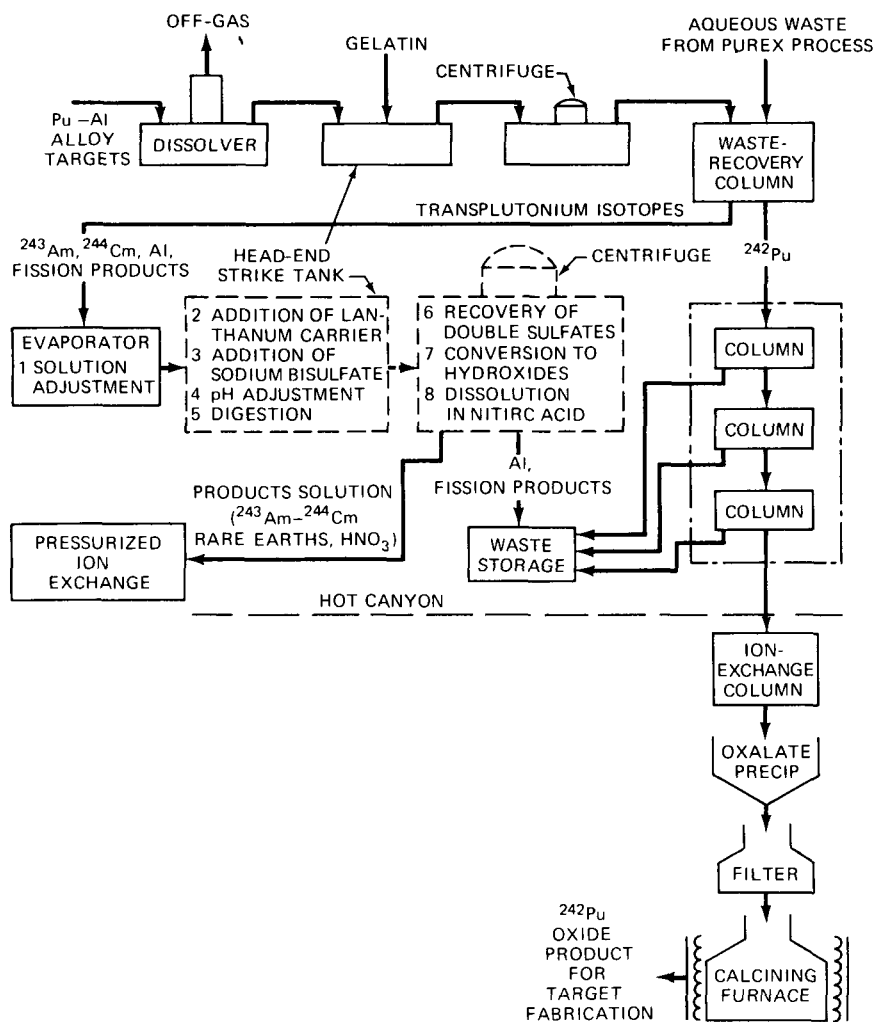 OFF-GAS
GELATIN
CENTRIFUGE
AQUEOUS WASTE
FROM PUREX PROCESS
Pu–Al
ALLOY
TARGETS
DISSOLVER
WASTE-
RECOVERY
COLUMN
TRANSPLUTONIUM ISOTOPES
²⁴³Am, ²⁴⁴Cm, Al,
FISSION PRODUCTS
HEAD-END
STRIKE TANK
CENTRIFUGE
²⁴²Pu
EVAPORATOR
1 SOLUTION
ADJUSTMENT
2 ADDITION OF LAN-
THANUM CARRIER
3 ADDITION OF
SODIUM BISULFATE
4 pH ADJUSTMENT
5 DIGESTION
6 RECOVERY OF
DOUBLE SULFATES
7 CONVERSION TO
HYDROXIDES
8 DISSOLUTION
IN NITIRC ACID
COLUMN
COLUMN
COLUMN
Al,
FISSION PRODUCTS
PRODUCTS SOLUTION
(²⁴³Am–²⁴⁴Cm
RARE EARTHS, HNO₃)
PRESSURIZED
ION
EXCHANGE
WASTE
STORAGE
HOT CANYON
ION-
EXCHANGE
COLUMN
OXALATE
PRECIP
FILTER
²⁴²Pu
OXIDE
PRODUCT
FOR
TARGET
FABRICATION
CALCINING
FURNACE